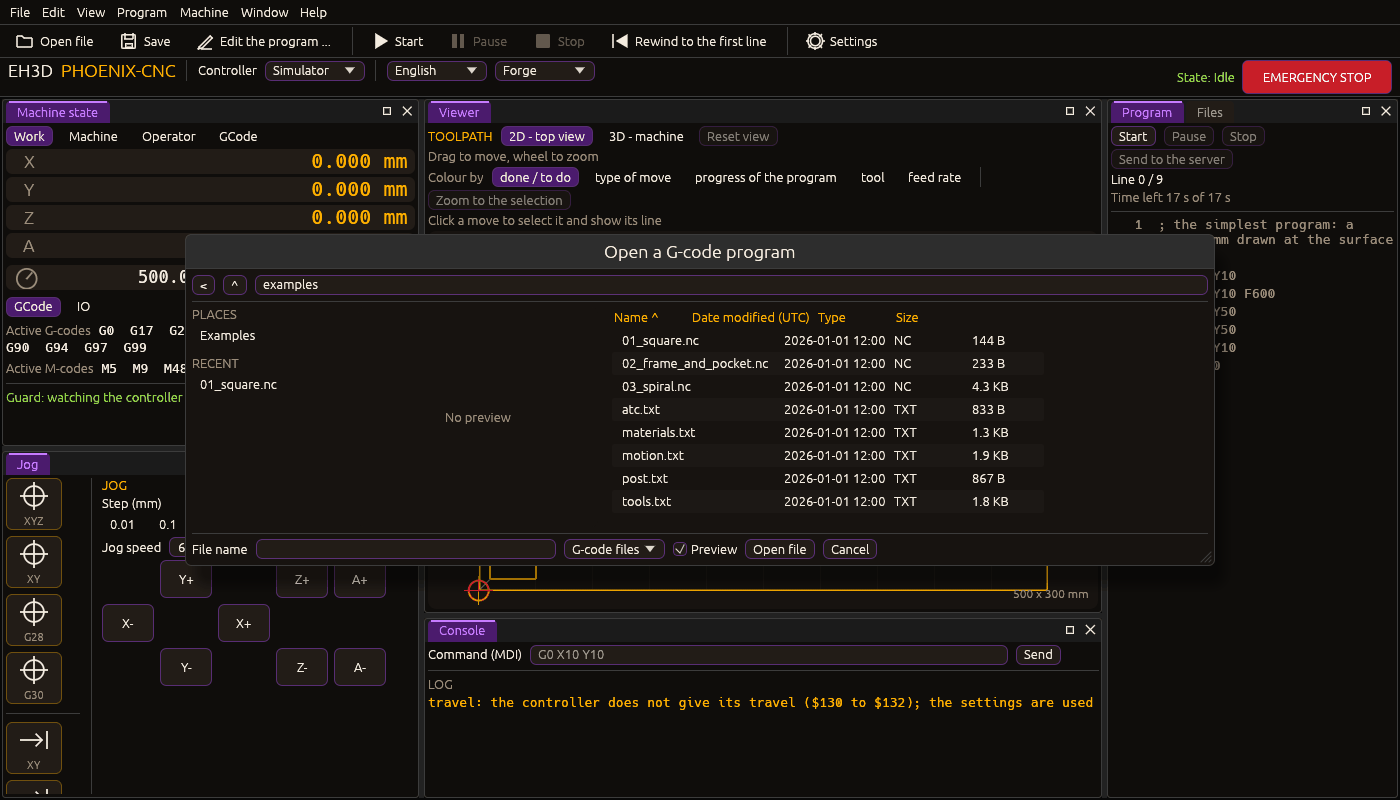 File Edit View Program Machine Window Help
Open file Save Edit the program ... Start Pause Stop Rewind to the first line Settings
EH3D PHOENIX-CNC Controller Simulator English Forge State: Idle EMERGENCY STOP
Machine state
Work Machine Operator GCode
X 0.000 mm
Y 0.000 mm
Z 0.000 mm
A
500.0
GCode IO
Active G-codes G0 G17 G2
G90 G94 G97 G99
Active M-codes M5 M9 M48
Guard: watching the controller
Viewer
TOOLPATH 2D - top view 3D - machine Reset view
Drag to move, wheel to zoom
Colour by done / to do type of move progress of the program tool feed rate
Zoom to the selection
Click a move to select it and show its line
Program Files
Start Pause Stop
Send to the server
Line 0 / 9
Time left 17 s of 17 s
1 ; the simplest program: a
mm drawn at the surface
Y10
Y10 F600
Y50
Y50
Y10
0
Open a G-code program
< ^ examples
PLACES
Examples
RECENT
01_square.nc
No preview
Name ^ Date modified (UTC) Type Size
01_square.nc 2026-01-01 12:00 NC 144 B
02_frame_and_pocket.nc 2026-01-01 12:00 NC 233 B
03_spiral.nc 2026-01-01 12:00 NC 4.3 KB
atc.txt 2026-01-01 12:00 TXT 833 B
materials.txt 2026-01-01 12:00 TXT 1.3 KB
motion.txt 2026-01-01 12:00 TXT 1.9 KB
post.txt 2026-01-01 12:00 TXT 867 B
tools.txt 2026-01-01 12:00 TXT 1.8 KB
File name G-code files Preview Open file Cancel
Jog
XYZ
XY
G28
G30
XY
JOG
Step (mm)
0.01 0.1
Jog speed 6
Y+ Z+ A+
X- X+
Y- Z- A-
500 x 300 mm
Console
Command (MDI) G0 X10 Y10 Send
LOG
travel: the controller does not give its travel ($130 to $132); the settings are used